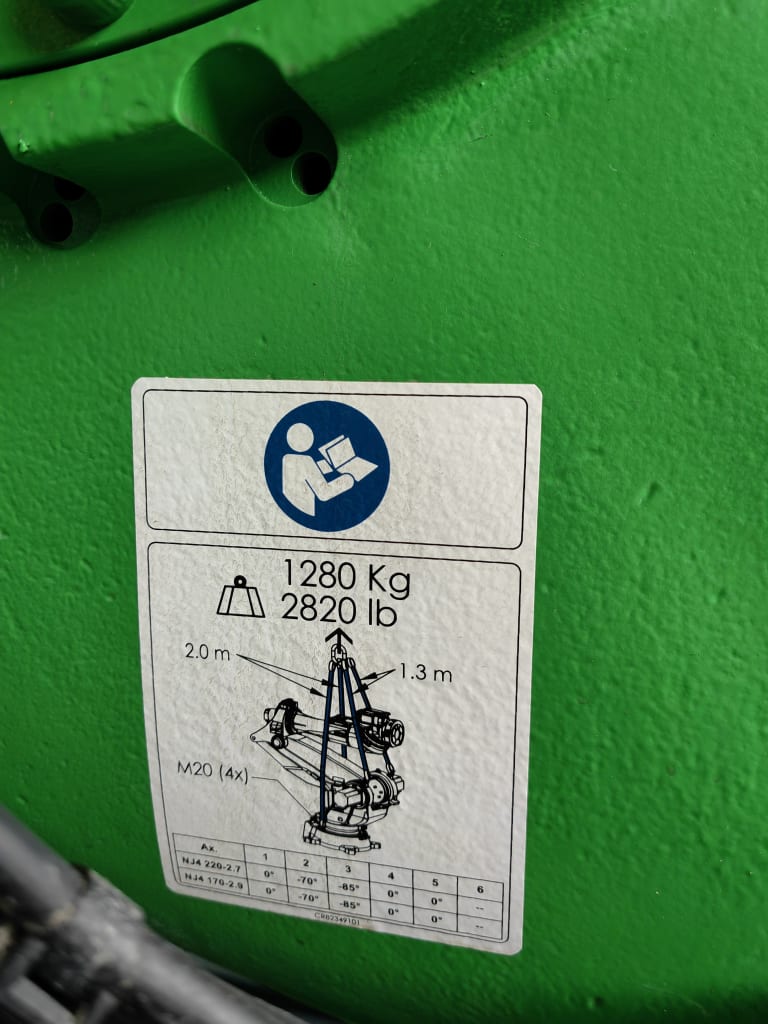 1280 Kg
2820 lb
2.0 m
1.3 m
M20 (4x)
Ax. 1 2 3 4 5 6
NJ4 220-2.7 0° -70° -85° 0° 0° --
NJ4 170-2.9 0° -70° -85° 0° 0° --
CR82349101